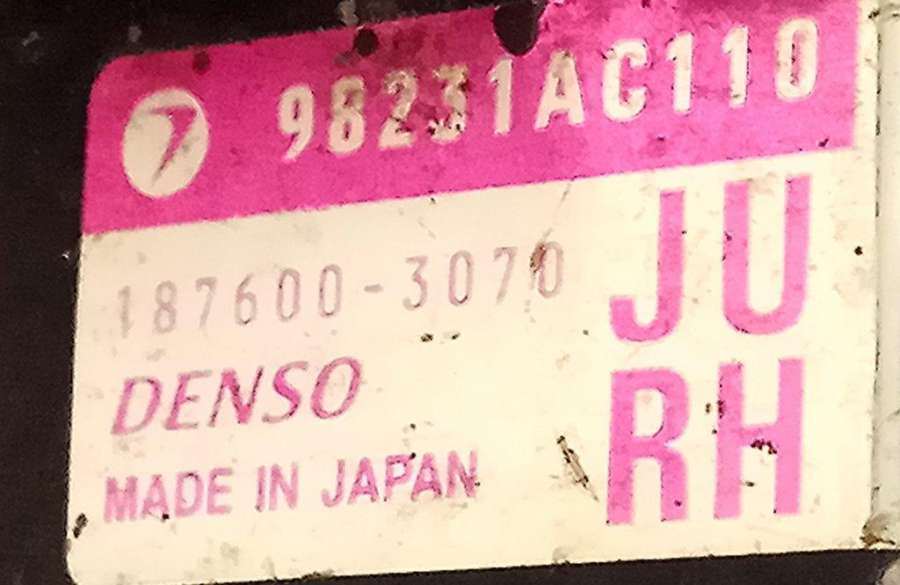 98231AC110
187600-3070
JU
DENSO
RH
MADE IN JAPAN